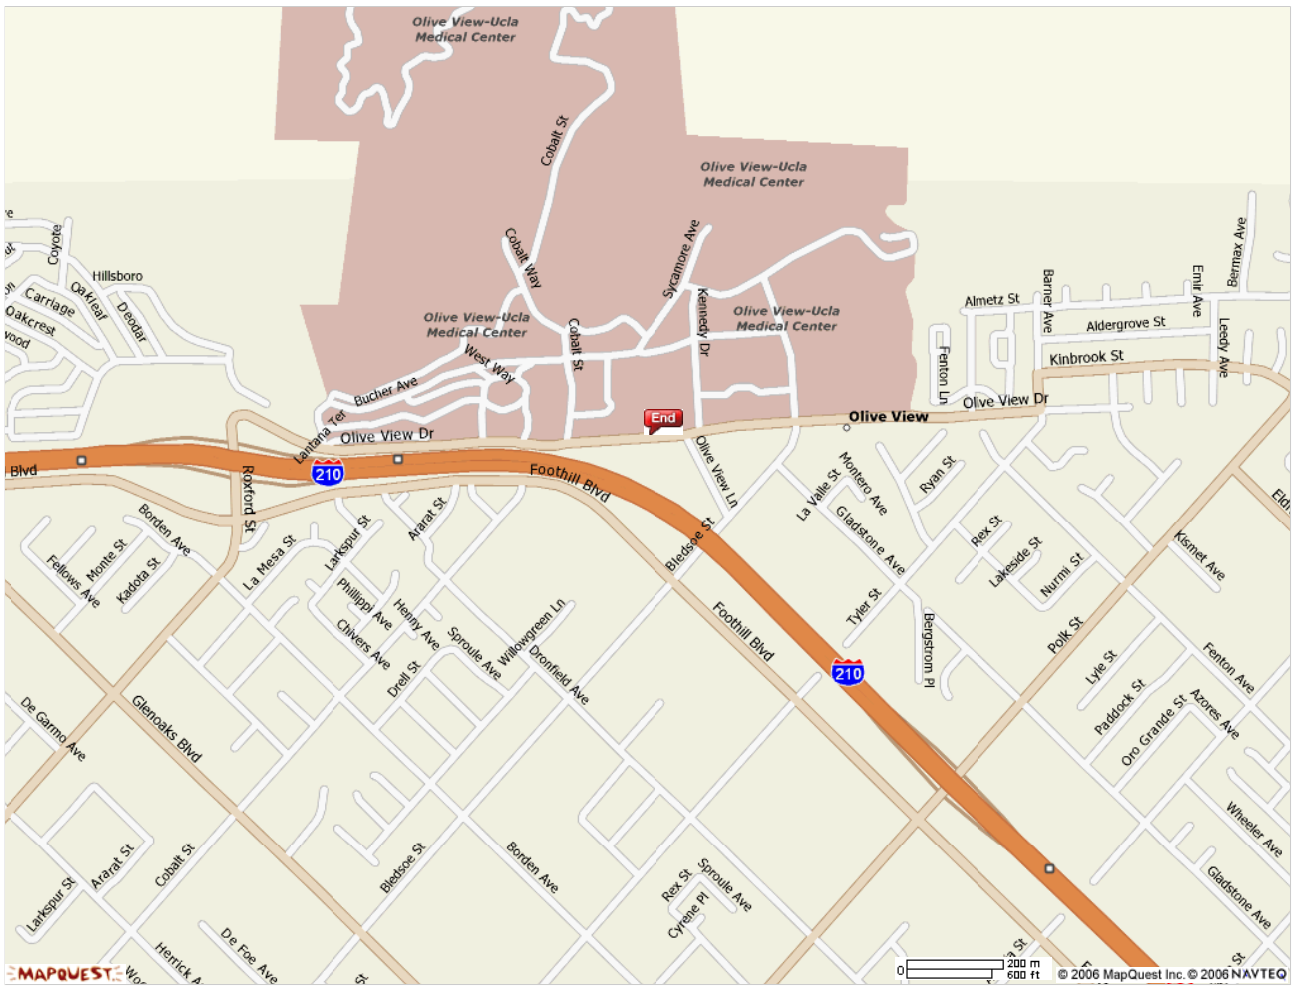 Olive View-Ucla
Medical Center
Cobalt St
Olive View-Ucla
Medical Center
Coyote
Hillsboro
Carriage
Oakleaf
Deodar
Oakcrest
Cobalt Way
Sycamore Ave
Kennedy Dr
Olive View-Ucla
Medical Center
Olive View-Ucla
Medical Center
Cobalt St
West Way
Bucher Ave
Lantana Ter
Olive View Dr
End
Olive View
Olive View Dr
Bermax Ave
Emir Ave
Barner Ave
Almetz St
Aldergrove St
Leedy Ave
Kinbrook St
Fenton Ln
Blvd
210
Roxford St
Foothill Blvd
Olive View Ln
Bledsoe St
Montero Ave
La Valle St
Gladstone Ave
Ryan St
Rex St
Lakeside St
Nurmi St
Kismet Ave
Tyler St
Bergstrom Pl
Polk St
Lyle St
Paddock St
Oro Grande St
Azores Ave
Fenton Ave
Wheeler Ave
Gladstone Ave
Borden Ave
Monte St
Kadota St
Fellows Ave
La Mesa St
Larkspur St
Ararat St
Phillippi Ave
Henny Ave
Chivers Ave
Sproule Ave
Drell St
Willowgreen Ln
Dronfield Ave
Foothill Blvd
210
De Garmo Ave
Glenoaks Blvd
Larkspur St
Ararat St
Cobalt St
Bledsoe St
Borden Ave
Rex St
Sproule Ave
Cyrene Pl
De Foe Ave
Herrick A
St
St
St
MAPQUEST
0
200 m
600 ft
© 2006 MapQuest Inc. © 2006 NAVTEQ